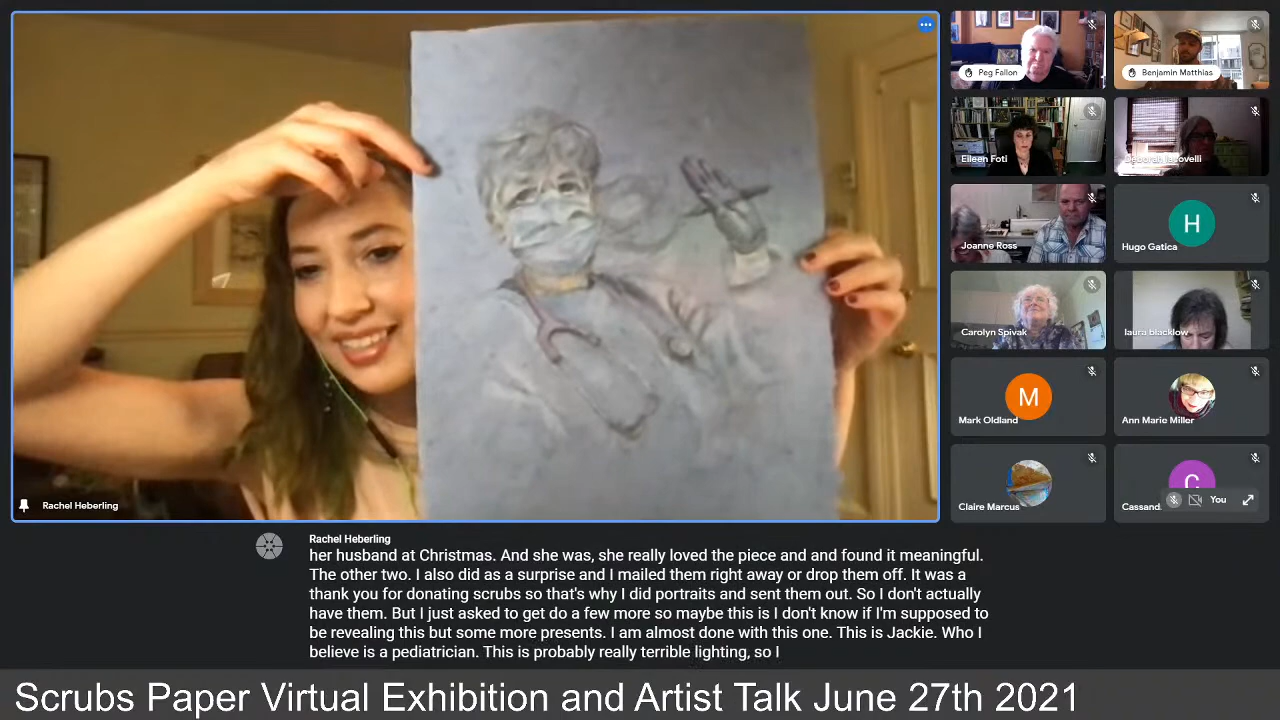 Peg Fallon
Benjamin Matthias
Eileen Foti
Deborah Iacovelli
Joanne Ross
H
Hugo Gatica
Carolyn Spivak
laura blacklow
M
Mark Oldland
Ann Marie Miller
Claire Marcus
C
Cassand
You
Rachel Heberling
Rachel Heberling
her husband at Christmas. And she was, she really loved the piece and and found it meaningful.
The other two. I also did as a surprise and I mailed them right away or drop them off. It was a
thank you for donating scrubs so that's why I did portraits and sent them out. So I don't actually
have them. But I just asked to get do a few more so maybe this is I don't know if I'm supposed to
be revealing this but some more presents. I am almost done with this one. This is Jackie. Who I
believe is a pediatrician. This is probably really terrible lighting, so I
Scrubs Paper Virtual Exhibition and Artist Talk June 27th 2021